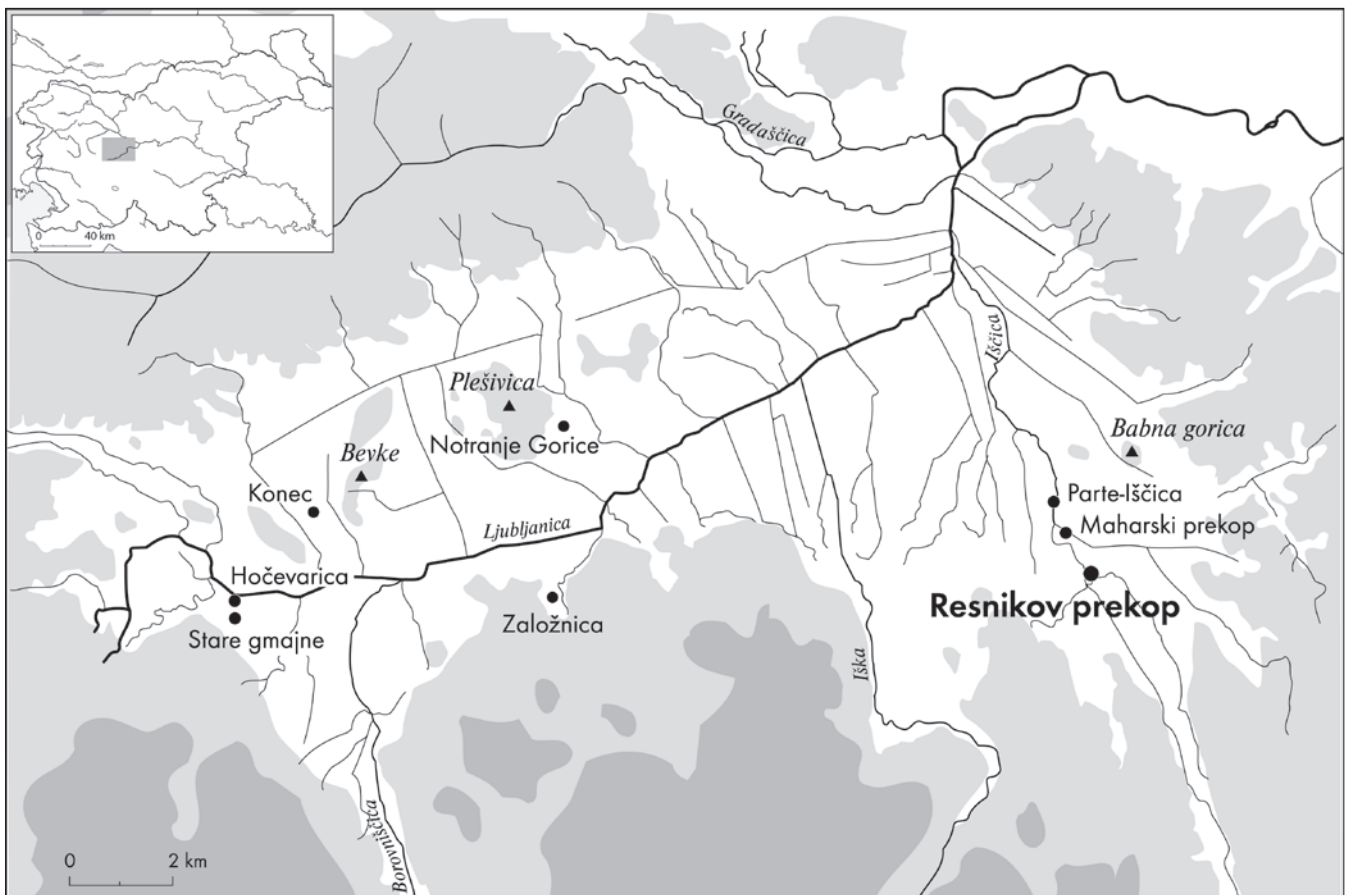 0 40 km
Gradaščica
Iščica
Plešivica
Babna gorica
Notranje Gorice
Bevke
Konec
Parte-Iščica
Ljubljanica
Maharski prekop
Hočevarica
Resnikov prekop
Založnica
Stare gmajne
Iška
Borovniščica
0 2 km